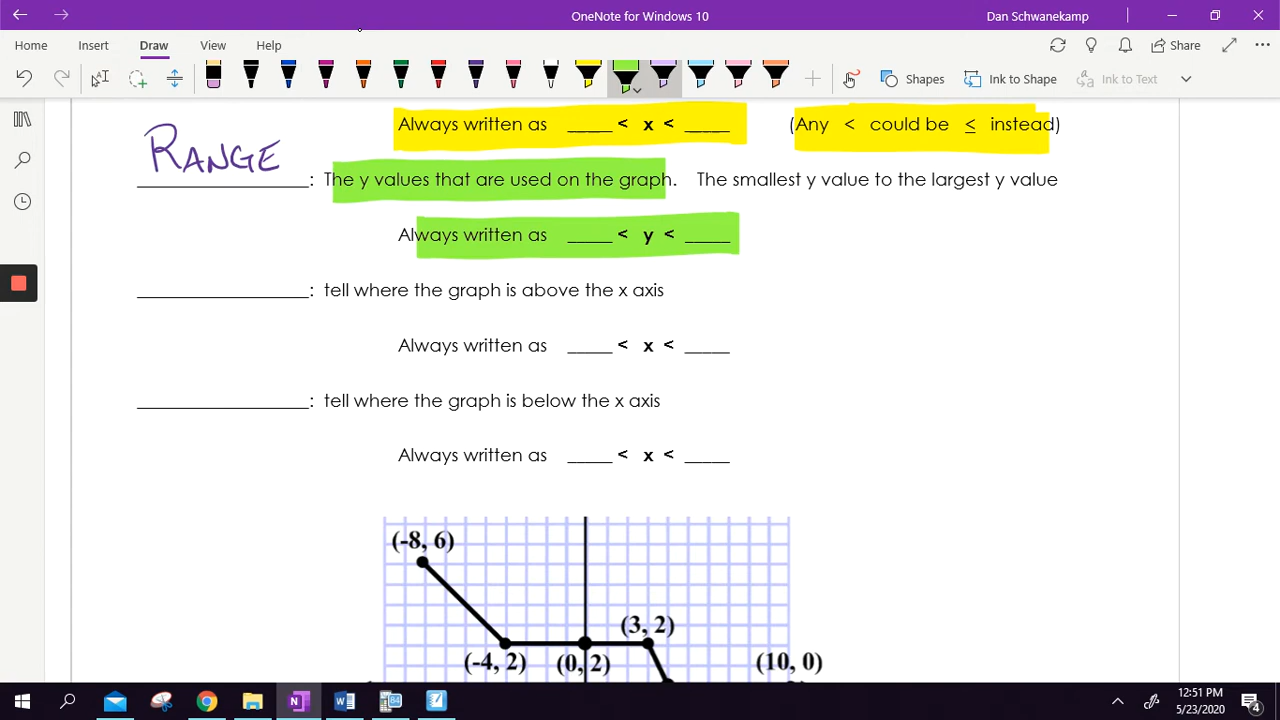 OneNote for Windows 10
Dan Schwanekamp
Home Insert Draw View Help
Share
Shapes Ink to Shape Ink to Text
Always written as _____ < x < _____ (Any < could be ≤ instead)
RANGE : The y values that are used on the graph. The smallest y value to the largest y value
Always written as _____ < y < _____
___________________: tell where the graph is above the x axis
Always written as _____ < x < _____
___________________: tell where the graph is below the x axis
Always written as _____ < x < _____
(-8, 6)
(3, 2)
(-4, 2) (0, 2) (10, 0)
12:51 PM
5/23/2020
4